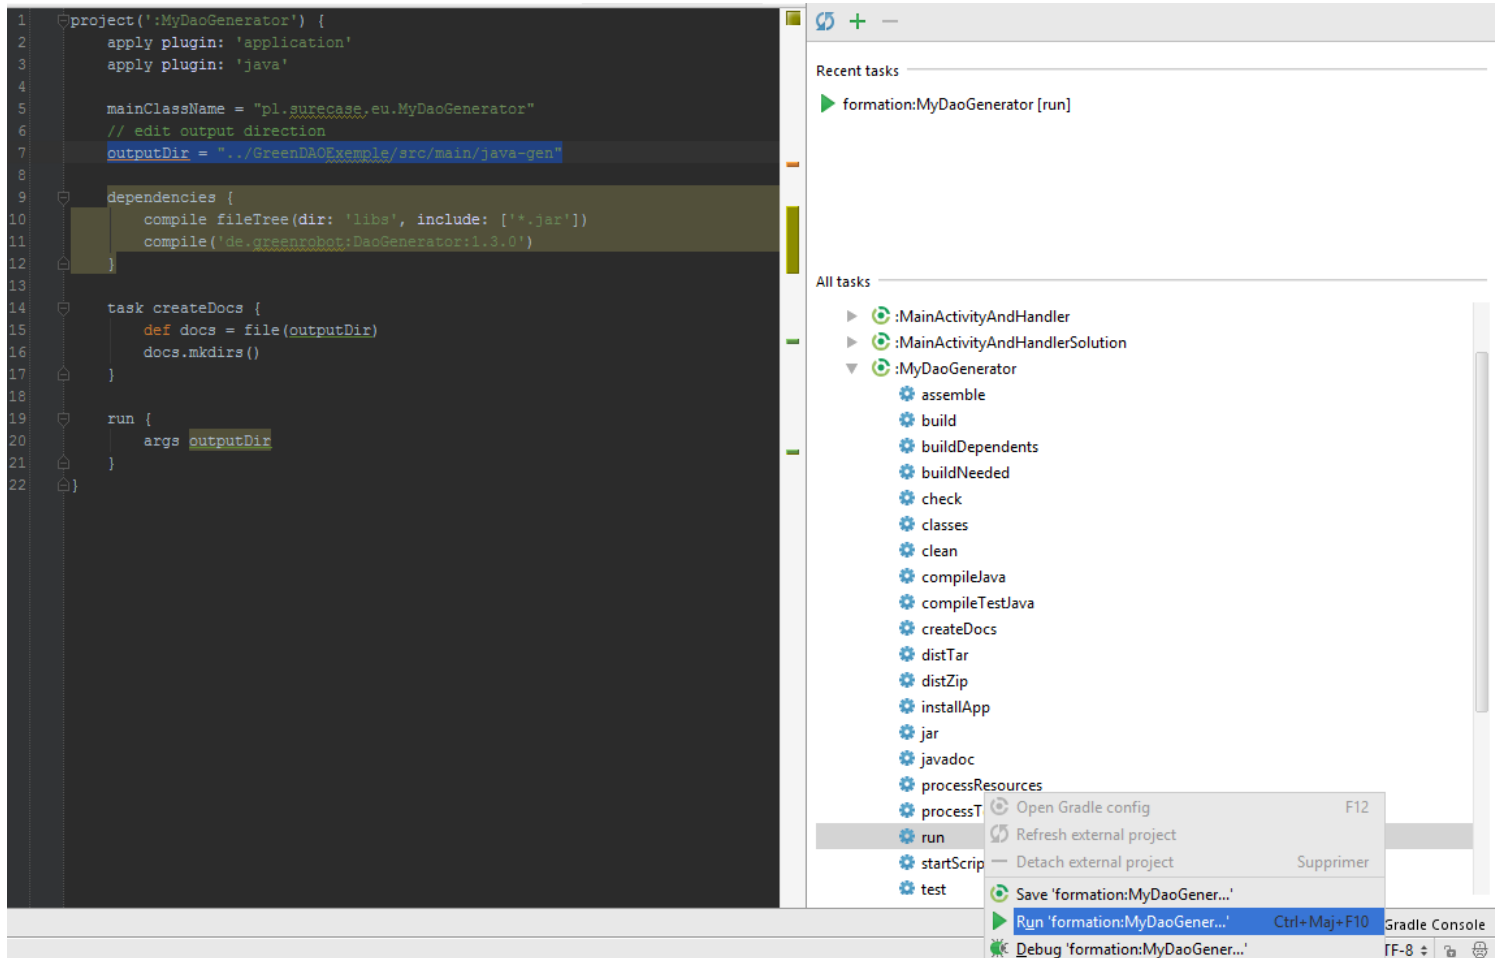 1 project(':MyDaoGenerator') {
2 apply plugin: 'application'
3 apply plugin: 'java'
4
5 mainClassName = "pl.surecase.eu.MyDaoGenerator"
6 // edit output direction
7 outputDir = "../GreenDAOExemple/src/main/java-gen"
8
9 dependencies {
10 compile fileTree(dir: 'libs', include: ['*.jar'])
11 compile('de.greenrobot:DaoGenerator:1.3.0')
12 }
13
14 task createDocs {
15 def docs = file(outputDir)
16 docs.mkdirs()
17 }
18
19 run {
20 args outputDir
21 }
22 }
Recent tasks
formation:MyDaoGenerator [run]
All tasks
:MainActivityAndHandler
:MainActivityAndHandlerSolution
:MyDaoGenerator
assemble
build
buildDependents
buildNeeded
check
classes
clean
compileJava
compileTestJava
createDocs
distTar
distZip
installApp
jar
javadoc
processResources
processT
run
startScrip
test
Open Gradle config F12
Refresh external project
Detach external project Supprimer
Save 'formation:MyDaoGener...'
Run 'formation:MyDaoGener...' Ctrl+Maj+F10
Debug 'formation:MyDaoGener...'
Gradle Console
TF-8